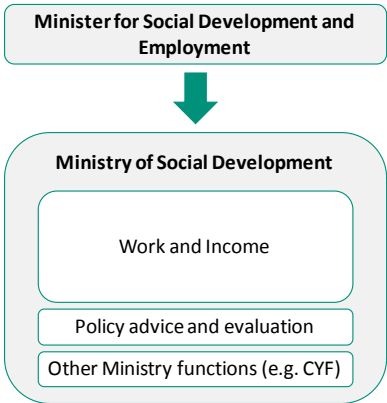 Minister for Social Development and
Employment
Ministry of Social Development
Work and Income
Policy advice and evaluation
Other Ministry functions (e.g. CYF)